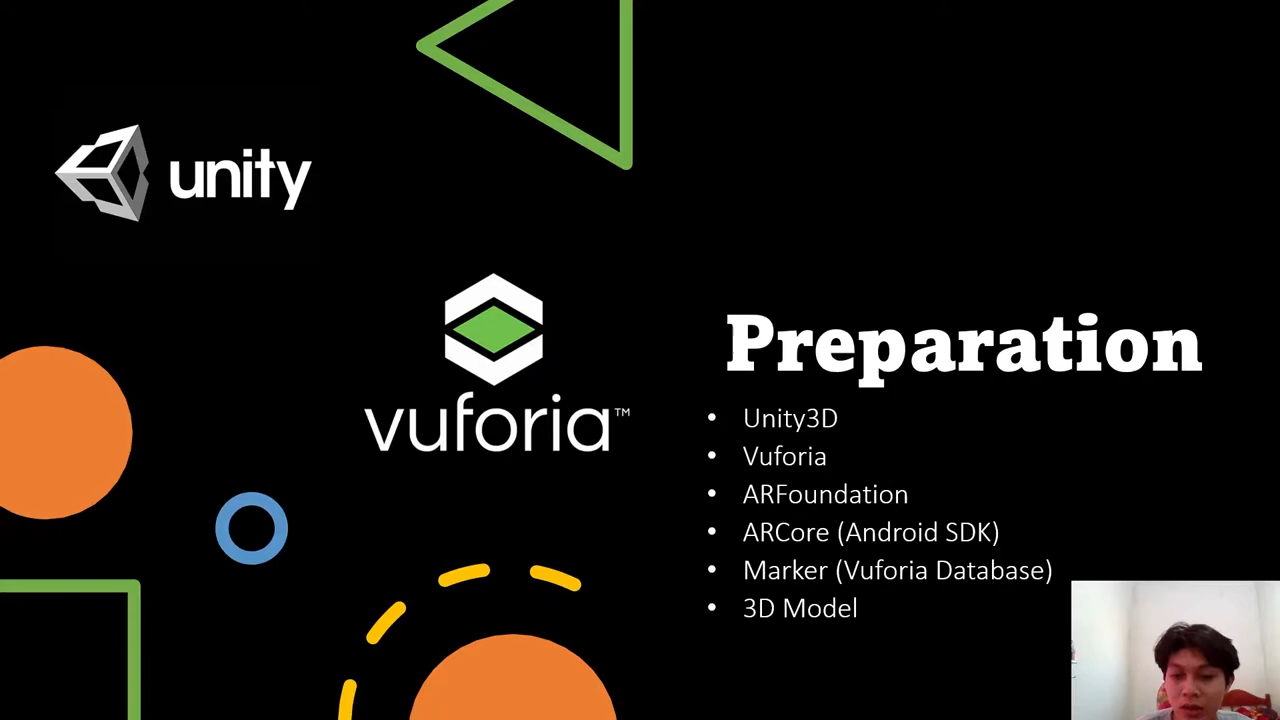 unity
vuforia™
Preparation
• Unity3D
• Vuforia
• ARFoundation
• ARCore (Android SDK)
• Marker (Vuforia Database)
• 3D Model